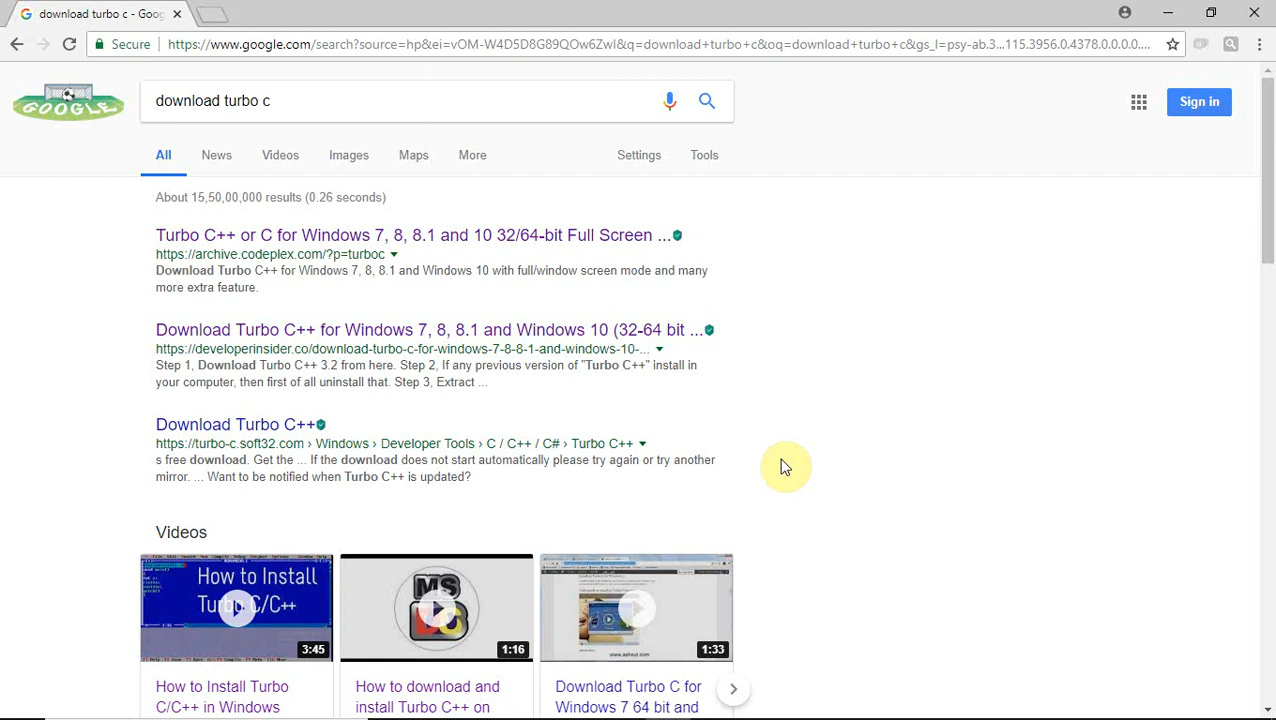 download turbo c - Goog
Secure
https://www.google.com/search?source=hp&ei=vOM-W4D5D8G89QOw6ZwI&q=download+turbo+c&oq=download+turbo+c&gs_l=psy-ab.3...115.3956.0.4378.0.0.0.0....
GOOGLE
download turbo c
Sign in
All News Videos Images Maps More Settings Tools
About 15,50,00,000 results (0.26 seconds)
Turbo C++ or C for Windows 7, 8, 8.1 and 10 32/64-bit Full Screen ...
https://archive.codeplex.com/?p=turboc
Download Turbo C++ for Windows 7, 8, 8.1 and Windows 10 with full/window screen mode and many
more extra feature.
Download Turbo C++ for Windows 7, 8, 8.1 and Windows 10 (32-64 bit ...
https://developerinsider.co/download-turbo-c-for-windows-7-8-8-1-and-windows-10-...
Step 1, Download Turbo C++ 3.2 from here. Step 2, If any previous version of "Turbo C++" install in
your computer, then first of all uninstall that. Step 3, Extract ...
Download Turbo C++
https://turbo-c.soft32.com › Windows › Developer Tools › C / C++ / C# › Turbo C++
s free download. Get the ... If the download does not start automatically please try again or try another
mirror. ... Want to be notified when Turbo C++ is updated?
Videos
How to Install
Turbo C/C++
3:45
MS
DOS
1:16
www.ashout.com
1:33
How to Install Turbo
C/C++ in Windows
How to download and
install Turbo C++ on
Download Turbo C for
Windows 7 64 bit and